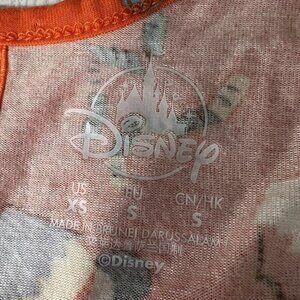 Disney
US EU CN/HK
XS S S
MADE IN BRUNEI DARUSSALAM
©Disney